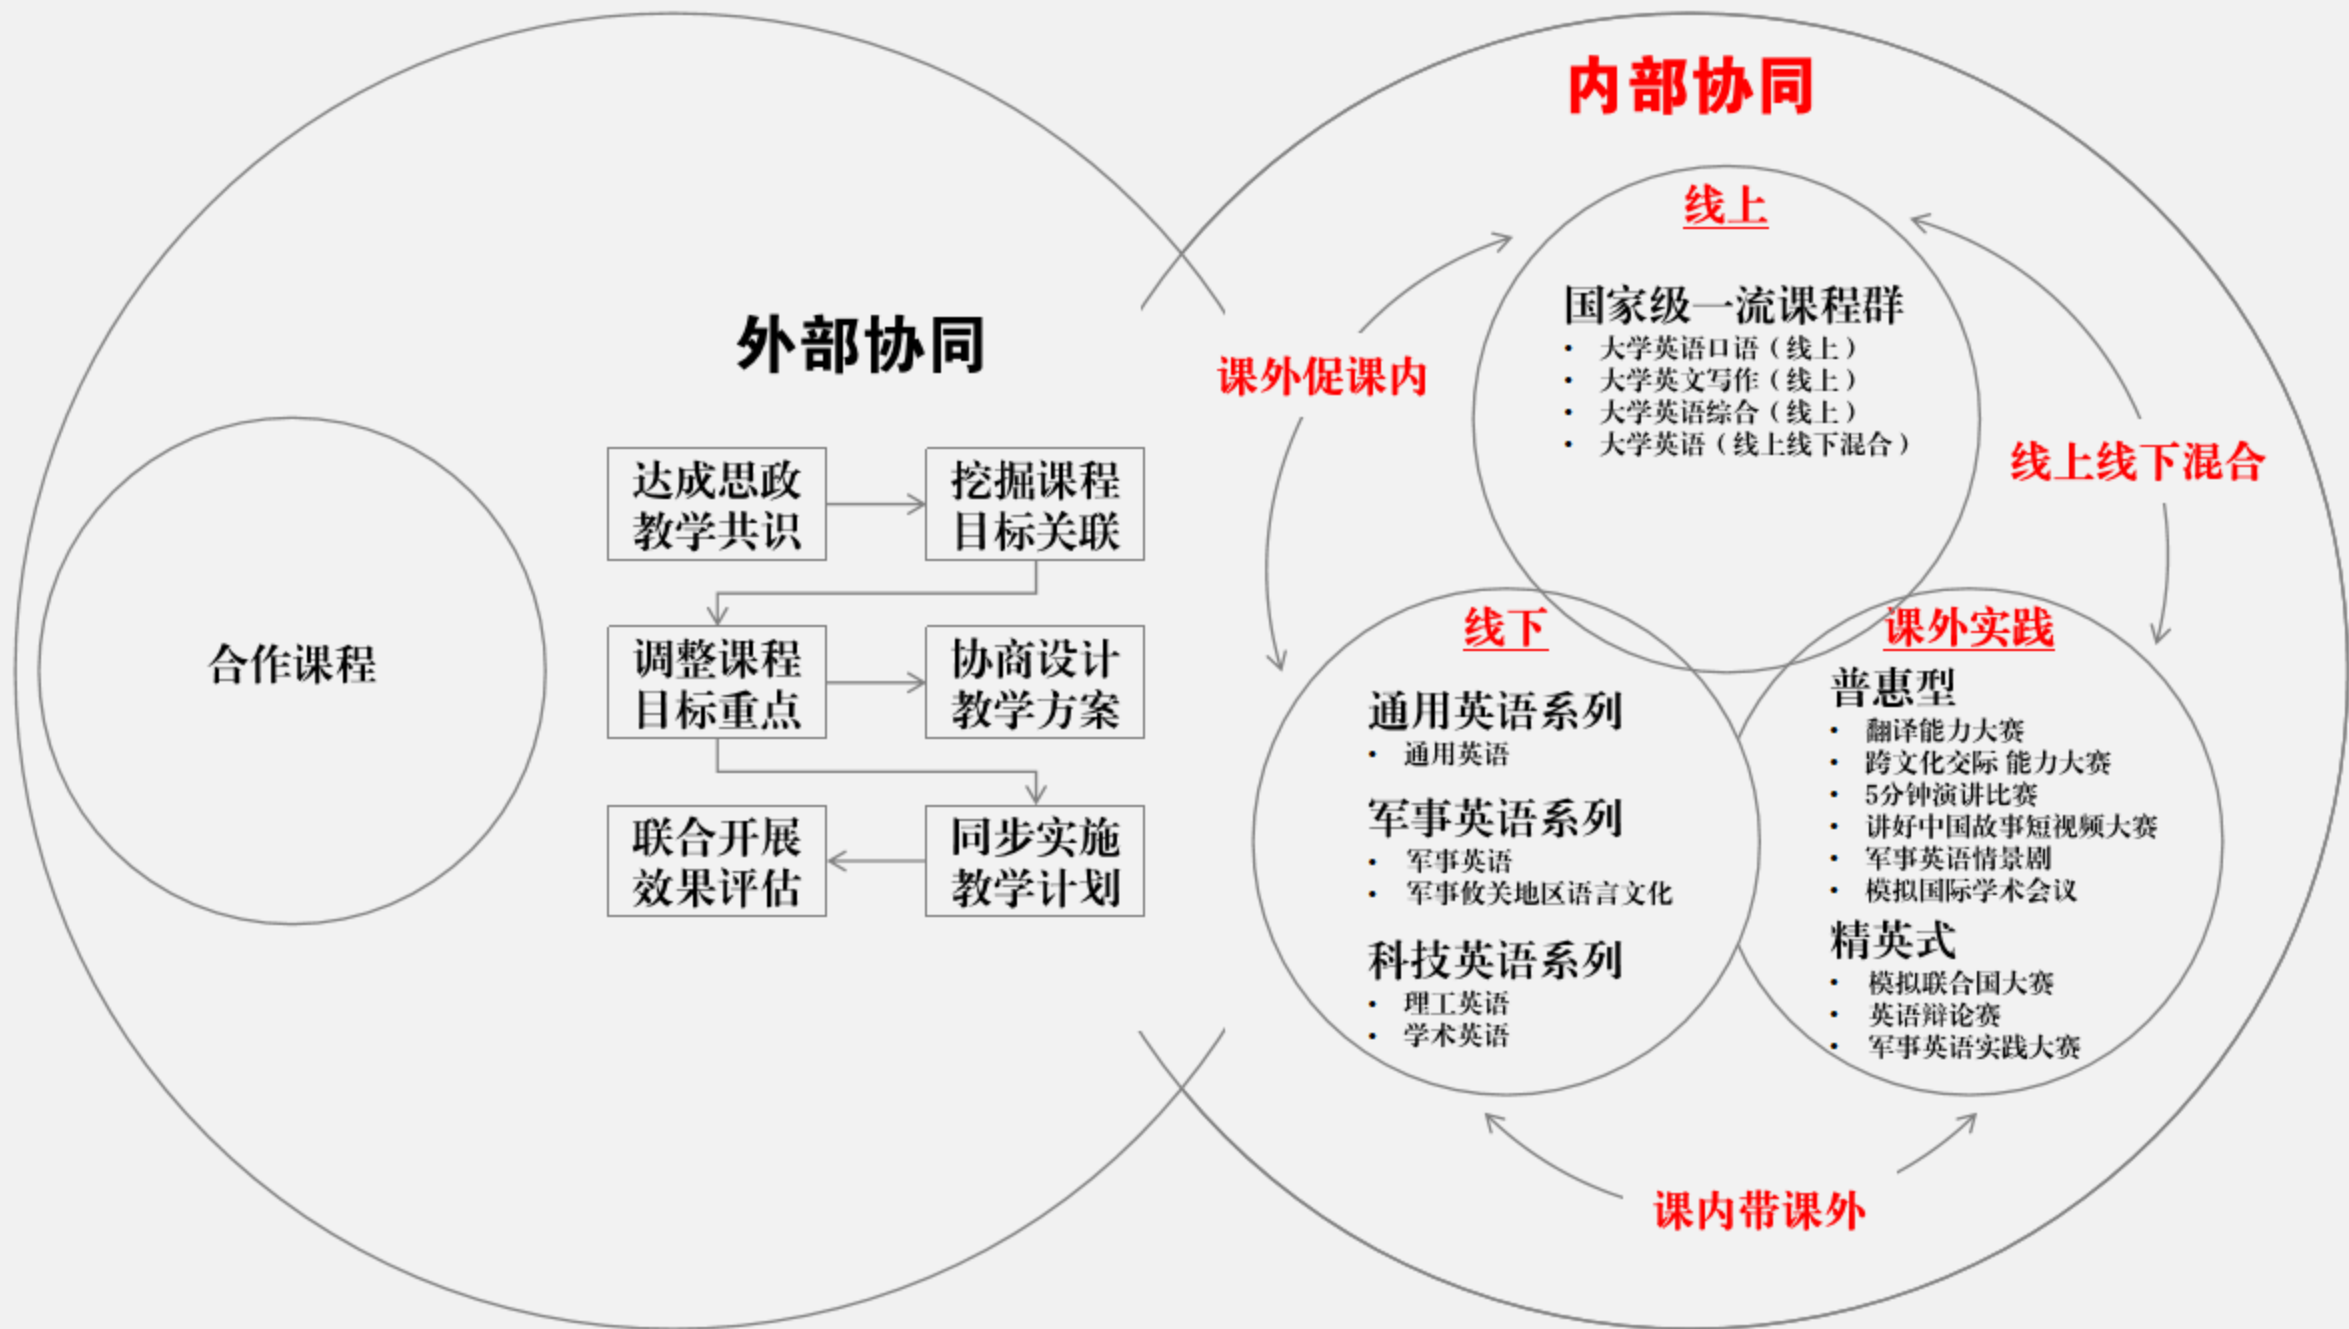 外部协同
合作课程
达成思政
教学共识
挖掘课程
目标关联
调整课程
目标重点
协商设计
教学方案
联合开展
效果评估
同步实施
教学计划
内部协同
课外促课内
线上线下混合
课内带课外
线上
国家级一流课程群
• 大学英语口语（线上）
• 大学英文写作（线上）
• 大学英语综合（线上）
• 大学英语（线上线下混合）
线下
通用英语系列
• 通用英语
军事英语系列
• 军事英语
• 军事攸关地区语言文化
科技英语系列
• 理工英语
• 学术英语
课外实践
普惠型
• 翻译能力大赛
• 跨文化交际 能力大赛
• 5分钟演讲比赛
• 讲好中国故事短视频大赛
• 军事英语情景剧
• 模拟国际学术会议
精英式
• 模拟联合国大赛
• 英语辩论赛
• 军事英语实践大赛